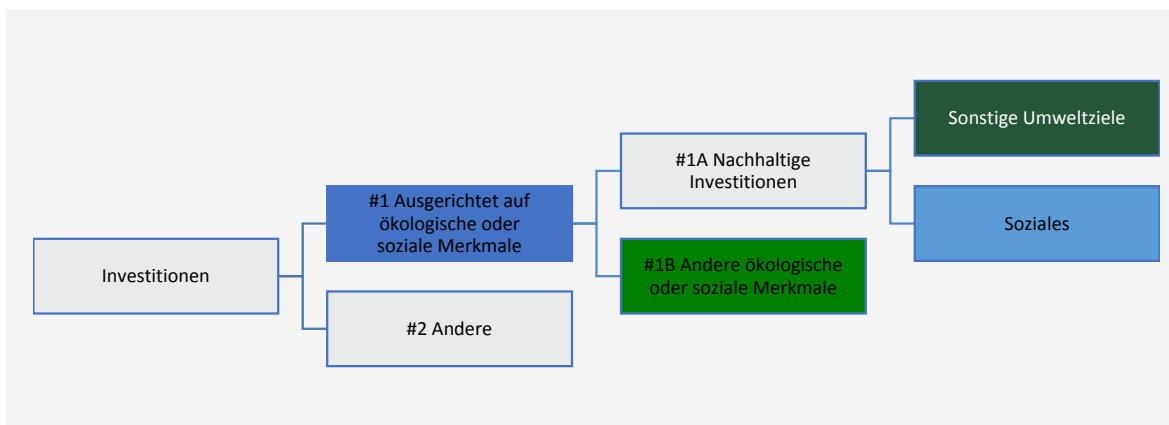 Investitionen
#1 Ausgerichtet auf
ökologische oder
soziale Merkmale
#2 Andere
#1A Nachhaltige
Investitionen
#1B Andere ökologische
oder soziale Merkmale
Sonstige Umweltziele
Soziales